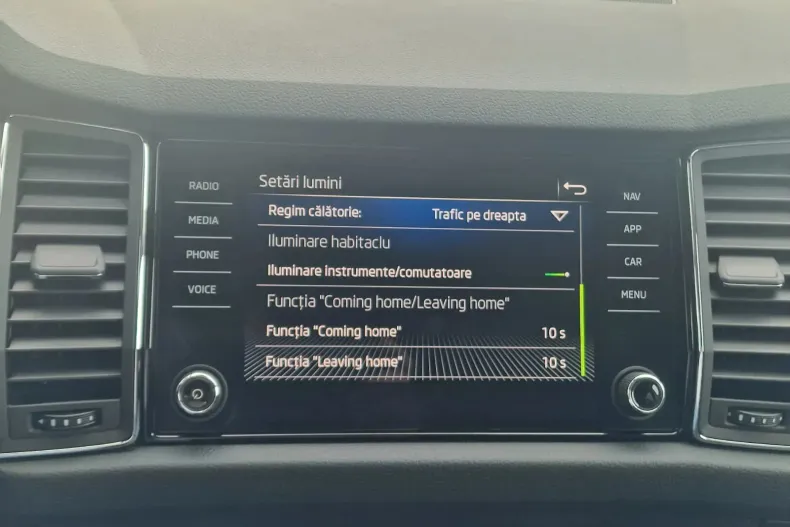 Setări lumini
Regim călătorie: Trafic pe dreapta
Iluminare habitaclu
Iluminare instrumente/comutatoare
Funcția "Coming home/Leaving home"
Funcția "Coming home" 10 s
Funcția "Leaving home" 10 s
RADIO
MEDIA
PHONE
VOICE
NAV
APP
CAR
MENU